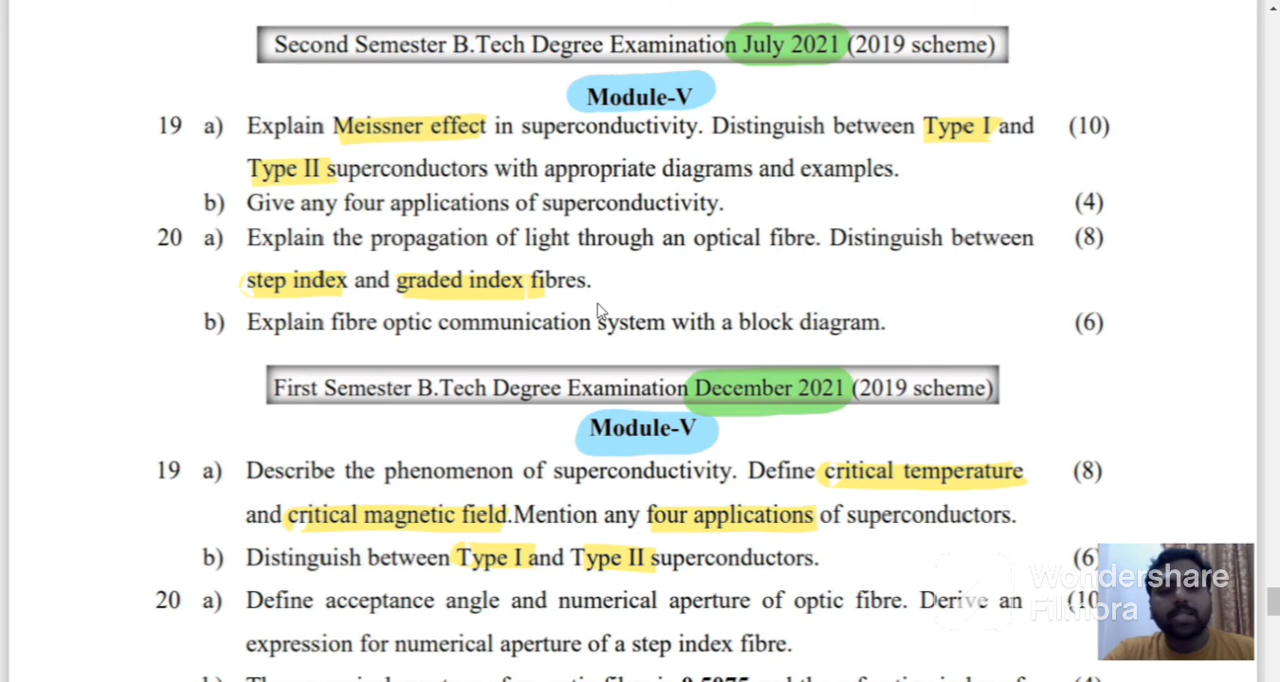 Second Semester B.Tech Degree Examination July 2021 (2019 scheme)
Module-V
19 a) Explain Meissner effect in superconductivity. Distinguish between Type I and (10)
Type II superconductors with appropriate diagrams and examples.
b) Give any four applications of superconductivity. (4)
20 a) Explain the propagation of light through an optical fibre. Distinguish between (8)
step index and graded index fibres.
b) Explain fibre optic communication system with a block diagram. (6)
First Semester B.Tech Degree Examination December 2021 (2019 scheme)
Module-V
19 a) Describe the phenomenon of superconductivity. Define critical temperature (8)
and critical magnetic field.Mention any four applications of superconductors.
b) Distinguish between Type I and Type II superconductors. (6)
Wondershare
Filmora
20 a) Define acceptance angle and numerical aperture of optic fibre. Derive an (10
expression for numerical aperture of a step index fibre.